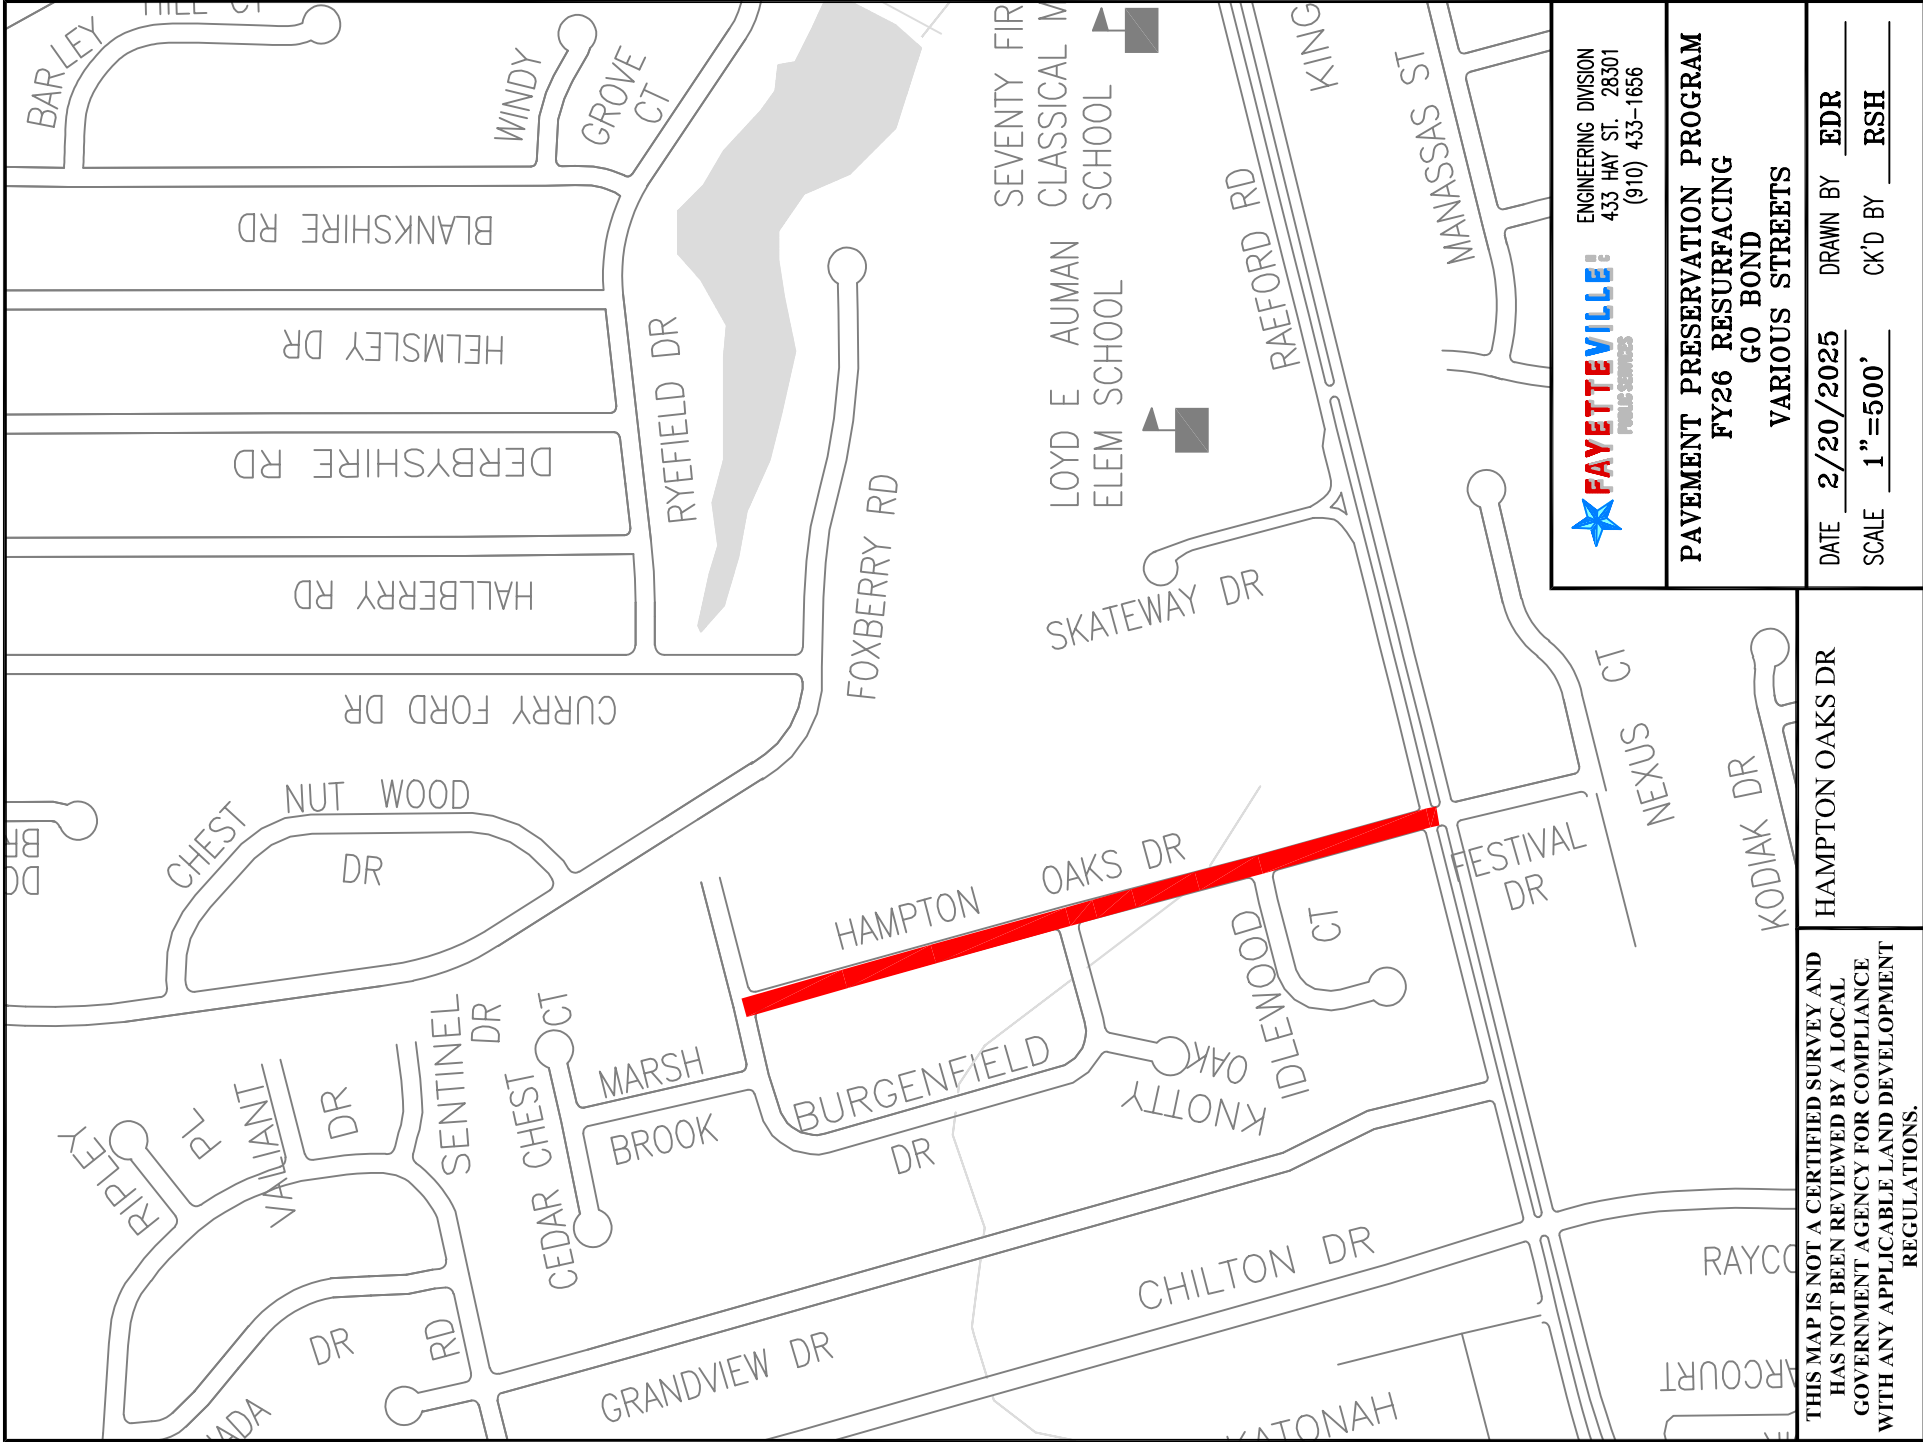 HILL CT
BARLEY
WINDY
GROVE
CT
BLANKSHIRE RD
HELMSLEY DR
DERBYSHIRE RD
HALLBERRY RD
CURRY FORD DR
RYEFIELD DR
FOXBERRY RD
SEVENTY FIR
CLASSICAL M
SCHOOL
LOYD E AUMAN
ELEM SCHOOL
RAEFORD RD
KING
MANASSAS ST
SKATEWAY DR
CHEST NUT WOOD
DR
HAMPTON OAKS DR
FESTIVAL
DR
NEXUS CT
KODIAK DR
IDLEWOOD
CT
KNOTTY
OAK
BURGENFIELD
DR
MARSH
BROOK
CEDAR CHEST CT
SENTINEL
DR
VALIANT
DR
RIPLEY
PL
DR
RD
GRANDVIEW DR
CHILTON DR
KATONAH
RAYCO
ARCOURT
ADA
FAYETTEVILLE
PUBLIC SERVICES
ENGINEERING DIVISION
433 HAY ST. 28301
(910) 433-1656
PAVEMENT PRESERVATION PROGRAM
FY26 RESURFACING
GO BOND
VARIOUS STREETS
DATE 2/20/2025 DRAWN BY EDR
SCALE 1"=500' CK'D BY RSH
HAMPTON OAKS DR
THIS MAP IS NOT A CERTIFIED SURVEY AND
HAS NOT BEEN REVIEWED BY A LOCAL
GOVERNMENT AGENCY FOR COMPLIANCE
WITH ANY APPLICABLE LAND DEVELOPMENT
REGULATIONS.